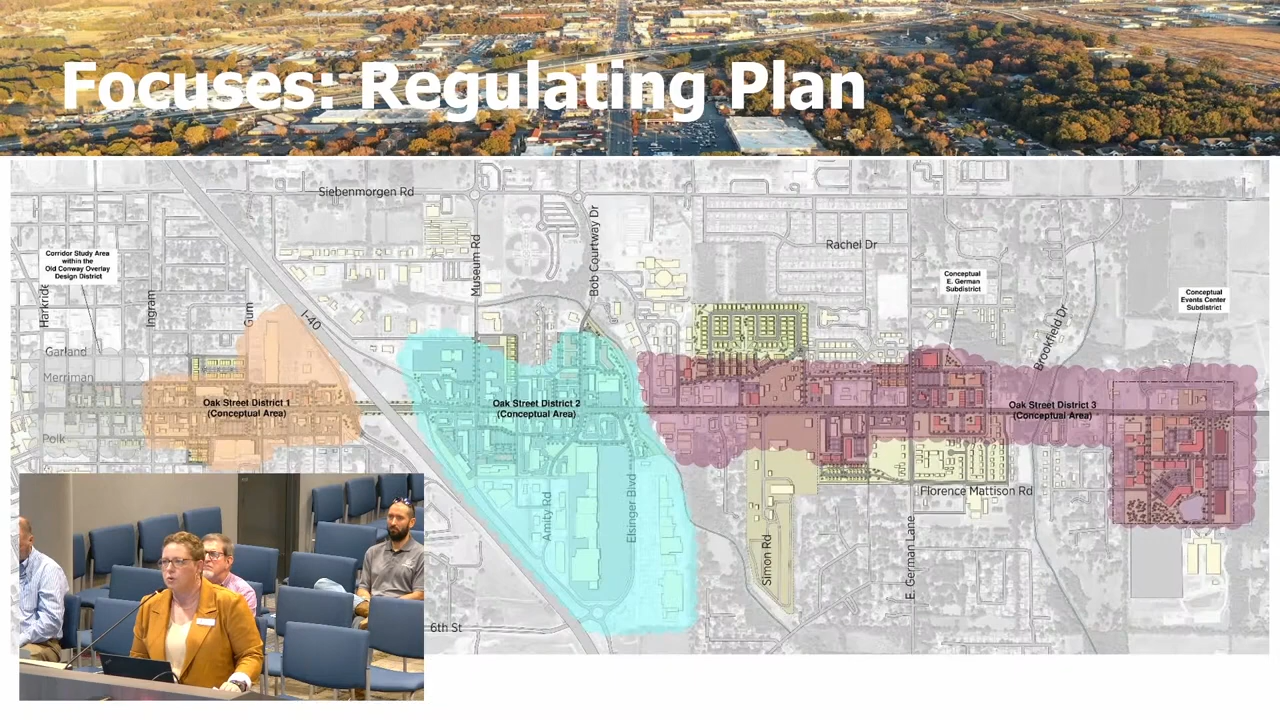 Focuses: Regulating Plan
Siebenmorgen Rd
Rachel Dr
Museum Rd
Bob Courtway Dr
Corridor Study Area
within the
Old Conway Overlay
Design District
Conceptual
E. German
Subdistrict
Conceptual
Events Center
Subdistrict
Harkride
Ingram
Gum
I-40
Brookfield Dr
Garland
Merriman
Polk
Oak Street District 1
(Conceptual Area)
Oak Street District 2
(Conceptual Area)
Oak Street District 3
(Conceptual Area)
Amity Rd
Elsinger Blvd
Simon Rd
Florence Mattison Rd
E. German Lane
6th St